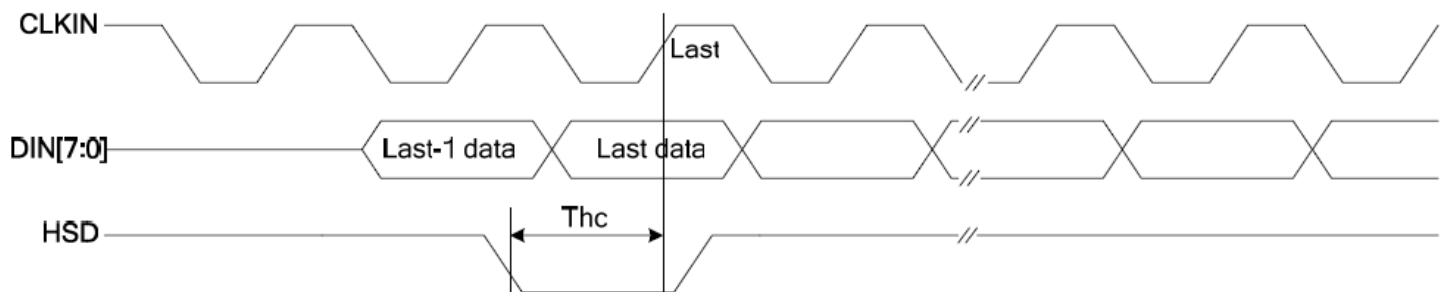 CLKIN
Last
DIN[7:0]
Last-1 data
Last data
HSD
Thc